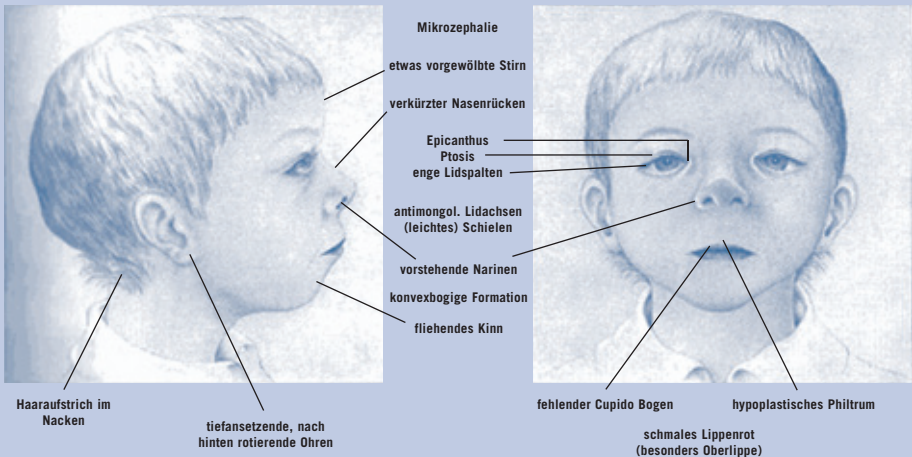 Mikrozephalie
etwas vorgewölbte Stirn
verkürzter Nasenrücken
Epicanthus
Ptosis
enge Lidspalten
antimongol. Lidachsen
(leichtes) Schielen
vorstehende Narinen
konvexbogige Formation
fliehendes Kinn
Haaraufstrich im
Nacken
tiefansetzende, nach
hinten rotierende Ohren
fehlender Cupido Bogen
hypoplastisches Philtrum
schmales Lippenrot
(besonders Oberlippe)